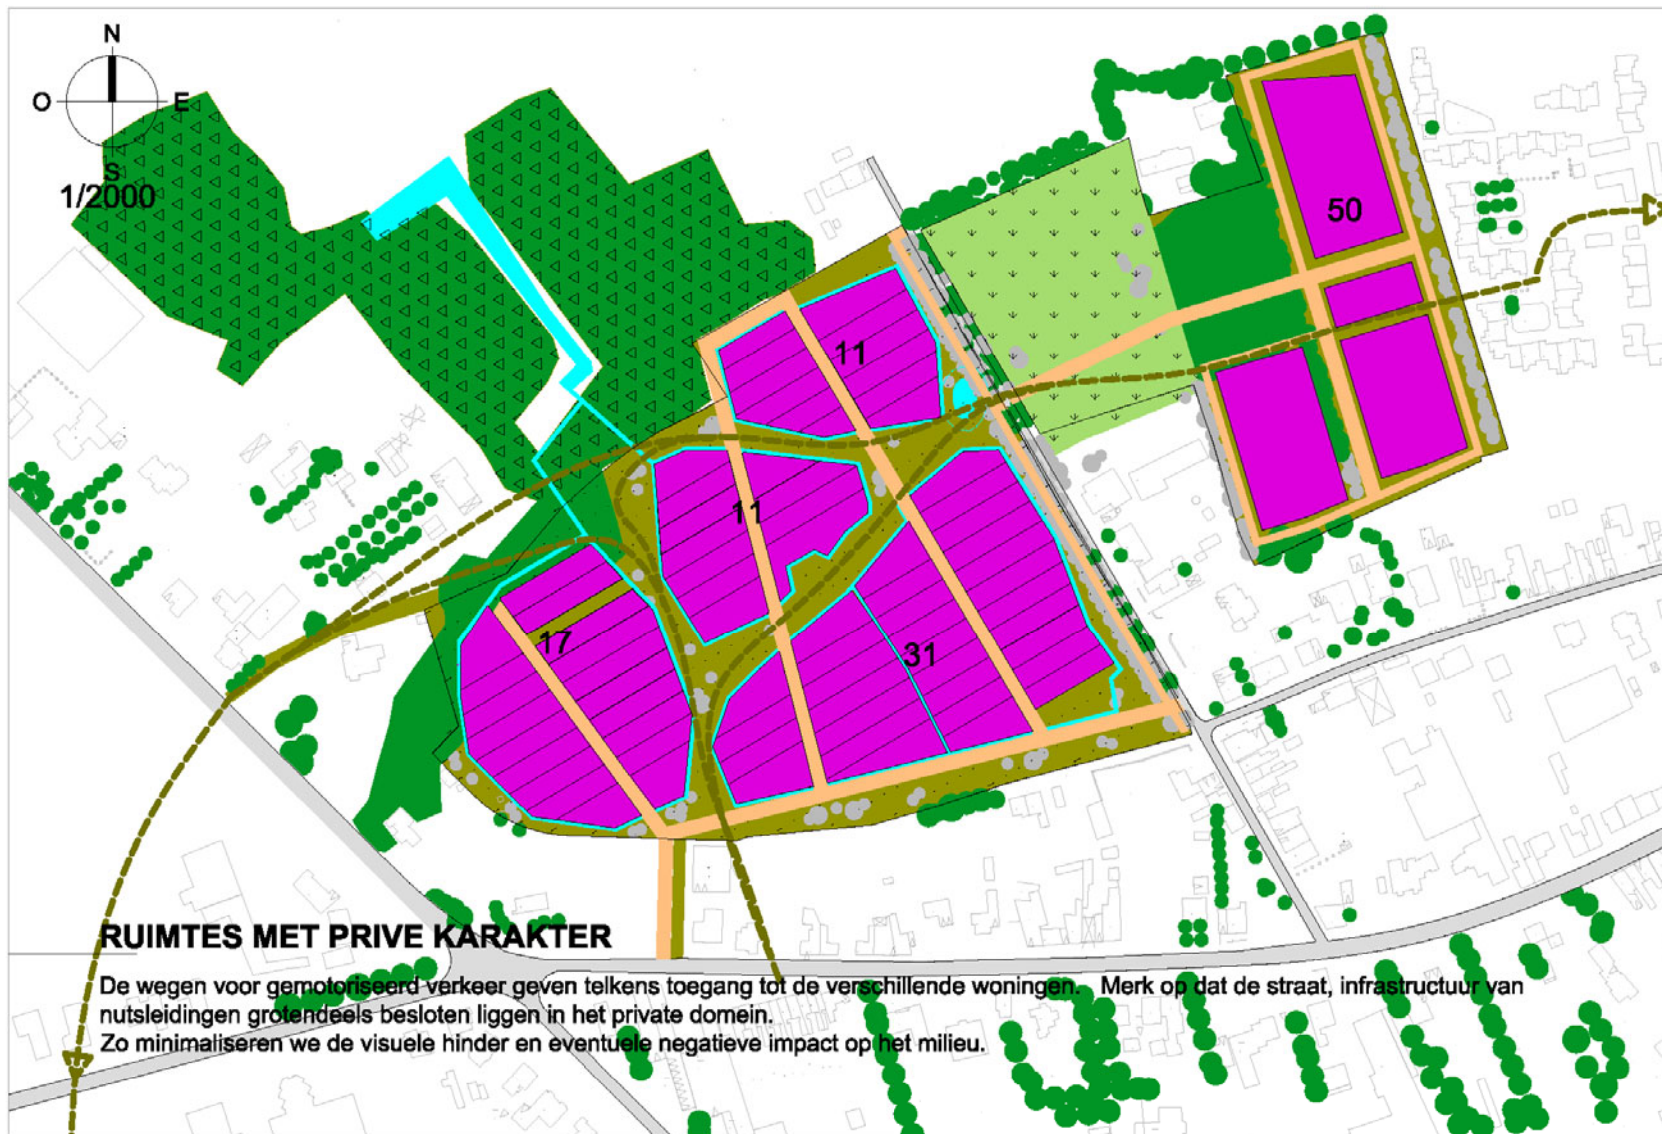 N
O
E
S
1/2000
50
11
11
17
31
RUIMTES MET PRIVE KARAKTER
De wegen voor gemotoriseerd verkeer geven telkens toegang tot de verschillende woningen. Merk op dat de straat, infrastructuur van
nutsleidingen grotendeels besloten liggen in het private domein.
Zo minimaliseren we de visuele hinder en eventuele negatieve impact op het milieu.